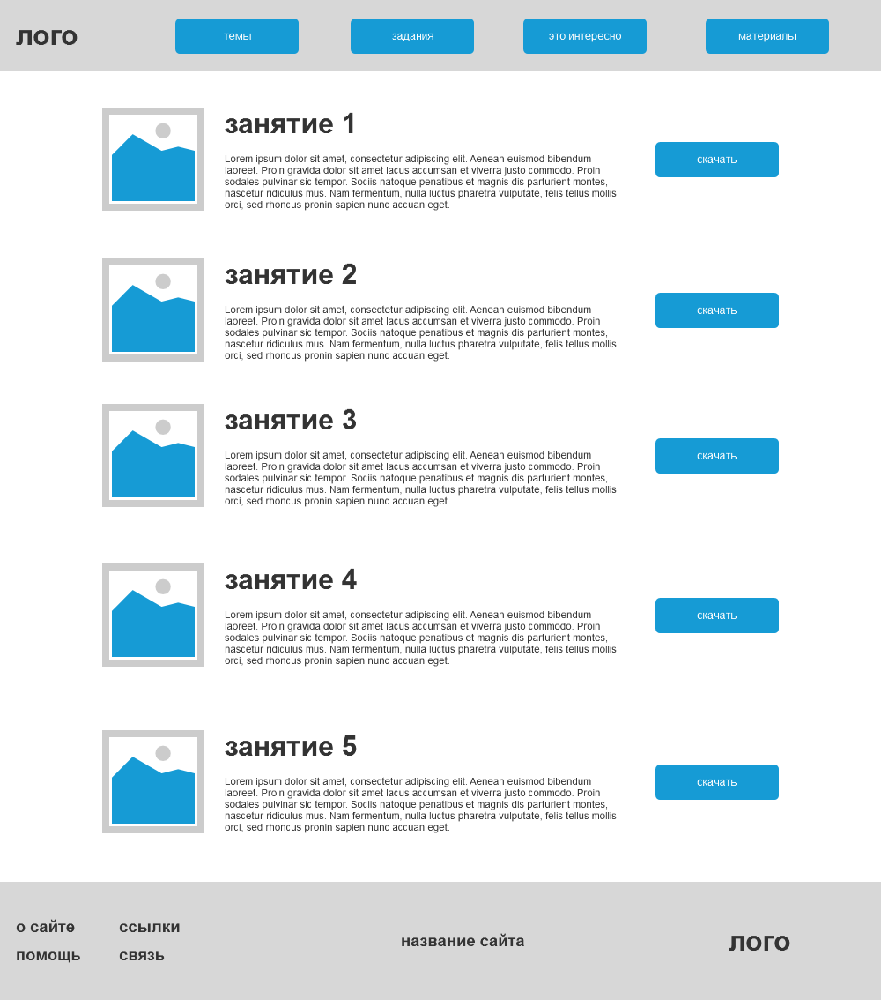 лого
темы
задания
это интересно
материалы
занятие 1
Lorem ipsum dolor sit amet, consectetur adipiscing elit. Aenean euismod bibendum
laoreet. Proin gravida dolor sit amet lacus accumsan et viverra justo commodo. Proin
sodales pulvinar sic tempor. Sociis natoque penatibus et magnis dis parturient montes,
nascetur ridiculus mus. Nam fermentum, nulla luctus pharetra vulputate, felis tellus mollis
orci, sed rhoncus pronin sapien nunc accuan eget.
скачать
занятие 2
Lorem ipsum dolor sit amet, consectetur adipiscing elit. Aenean euismod bibendum
laoreet. Proin gravida dolor sit amet lacus accumsan et viverra justo commodo. Proin
sodales pulvinar sic tempor. Sociis natoque penatibus et magnis dis parturient montes,
nascetur ridiculus mus. Nam fermentum, nulla luctus pharetra vulputate, felis tellus mollis
orci, sed rhoncus pronin sapien nunc accuan eget.
скачать
занятие 3
Lorem ipsum dolor sit amet, consectetur adipiscing elit. Aenean euismod bibendum
laoreet. Proin gravida dolor sit amet lacus accumsan et viverra justo commodo. Proin
sodales pulvinar sic tempor. Sociis natoque penatibus et magnis dis parturient montes,
nascetur ridiculus mus. Nam fermentum, nulla luctus pharetra vulputate, felis tellus mollis
orci, sed rhoncus pronin sapien nunc accuan eget.
скачать
занятие 4
Lorem ipsum dolor sit amet, consectetur adipiscing elit. Aenean euismod bibendum
laoreet. Proin gravida dolor sit amet lacus accumsan et viverra justo commodo. Proin
sodales pulvinar sic tempor. Sociis natoque penatibus et magnis dis parturient montes,
nascetur ridiculus mus. Nam fermentum, nulla luctus pharetra vulputate, felis tellus mollis
orci, sed rhoncus pronin sapien nunc accuan eget.
скачать
занятие 5
Lorem ipsum dolor sit amet, consectetur adipiscing elit. Aenean euismod bibendum
laoreet. Proin gravida dolor sit amet lacus accumsan et viverra justo commodo. Proin
sodales pulvinar sic tempor. Sociis natoque penatibus et magnis dis parturient montes,
nascetur ridiculus mus. Nam fermentum, nulla luctus pharetra vulputate, felis tellus mollis
orci, sed rhoncus pronin sapien nunc accuan eget.
скачать
о сайте
ссылки
помощь
связь
название сайта
лого